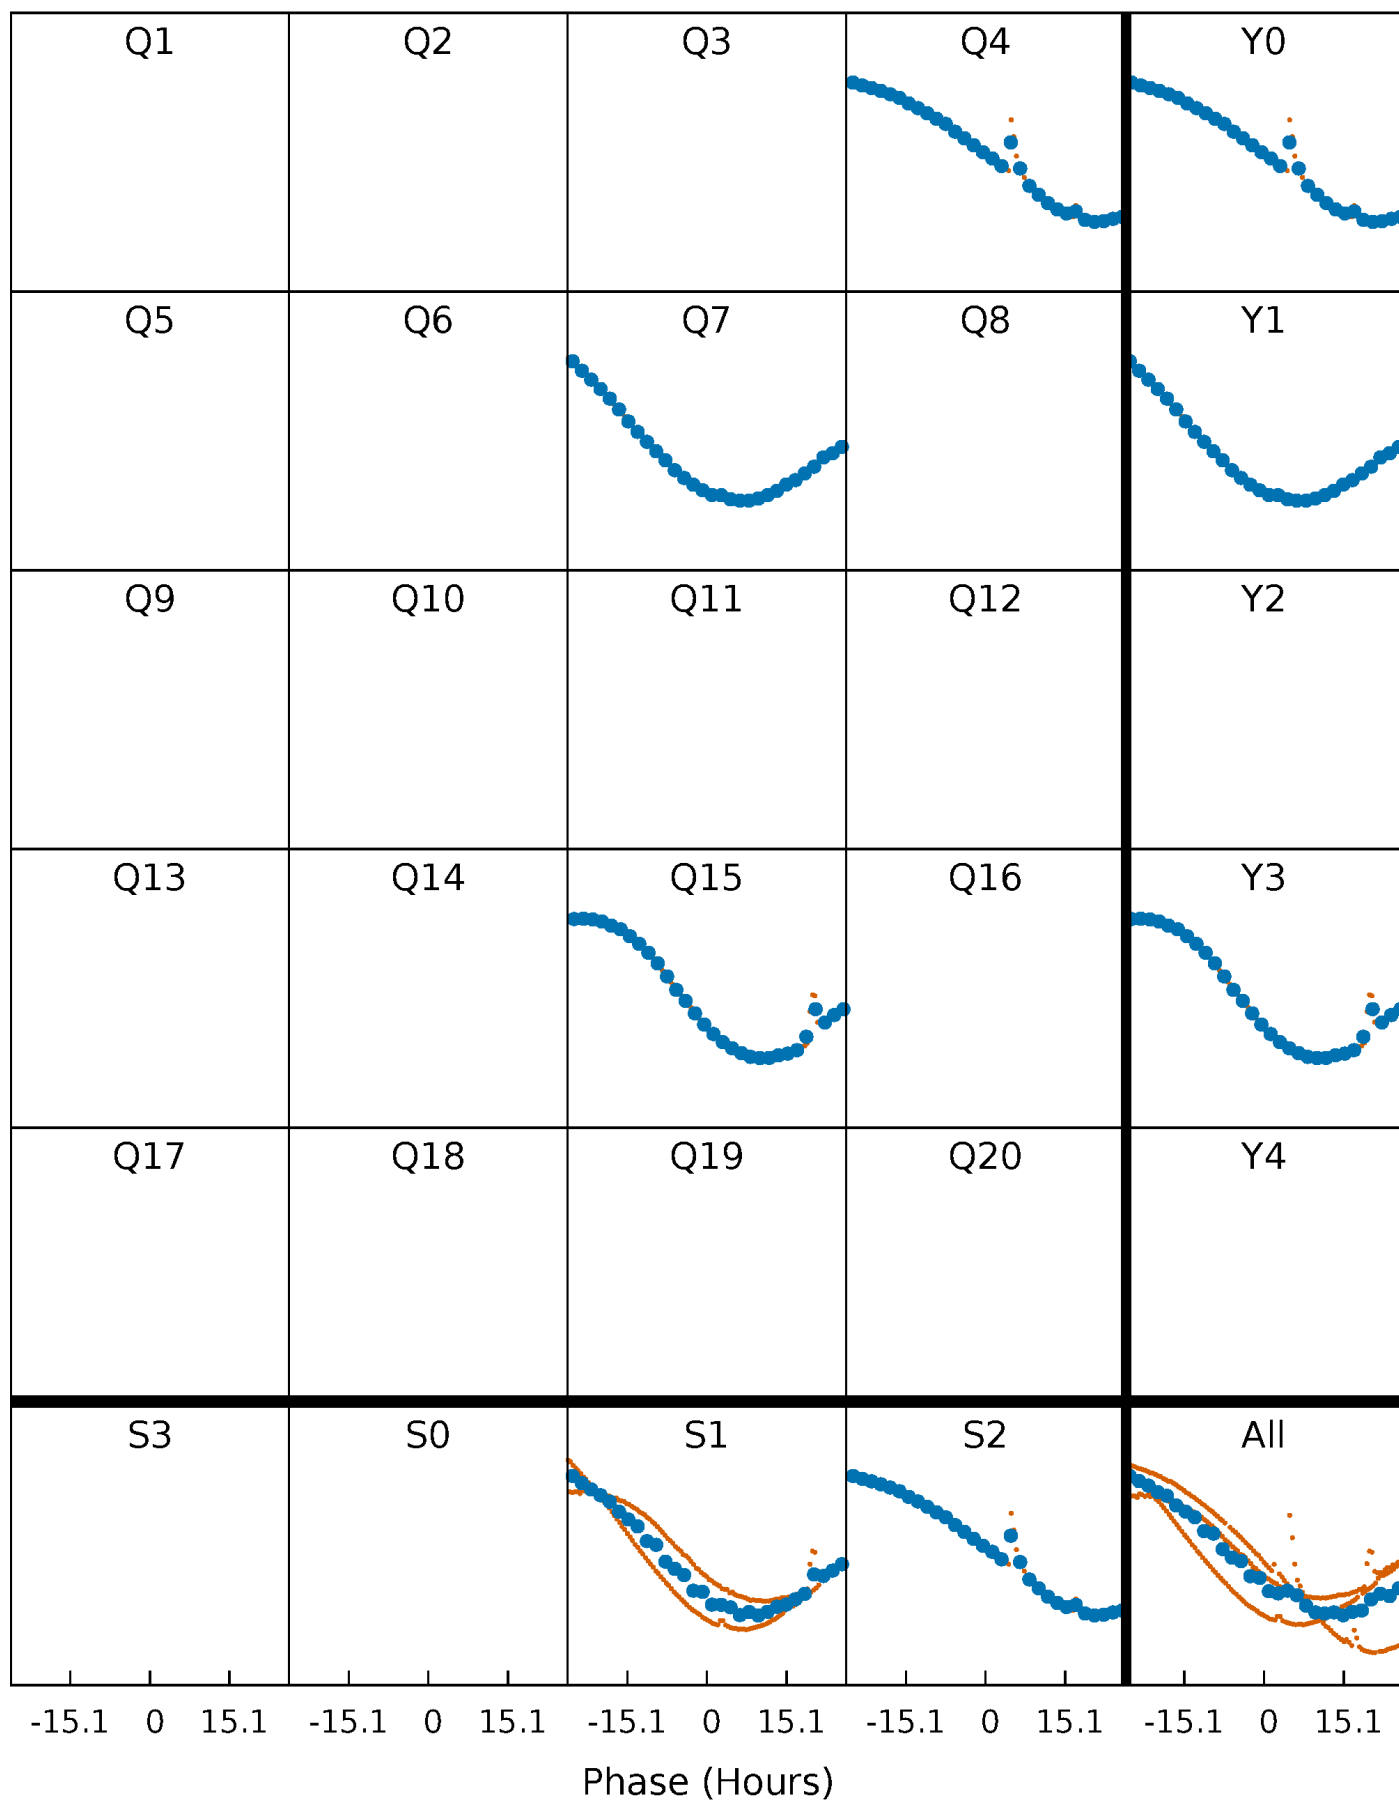 Q1 Q2 Q3 Q4 Y0
Q5 Q6 Q7 Q8 Y1
Q9 Q10 Q11 Q12 Y2
Q13 Q14 Q15 Q16 Y3
Q17 Q18 Q19 Q20 Y4
S3 S0 S1 S2 All
-15.1 0 15.1 -15.1 0 15.1 -15.1 0 15.1 -15.1 0 15.1 -15.1 0 15.1
Phase (Hours)